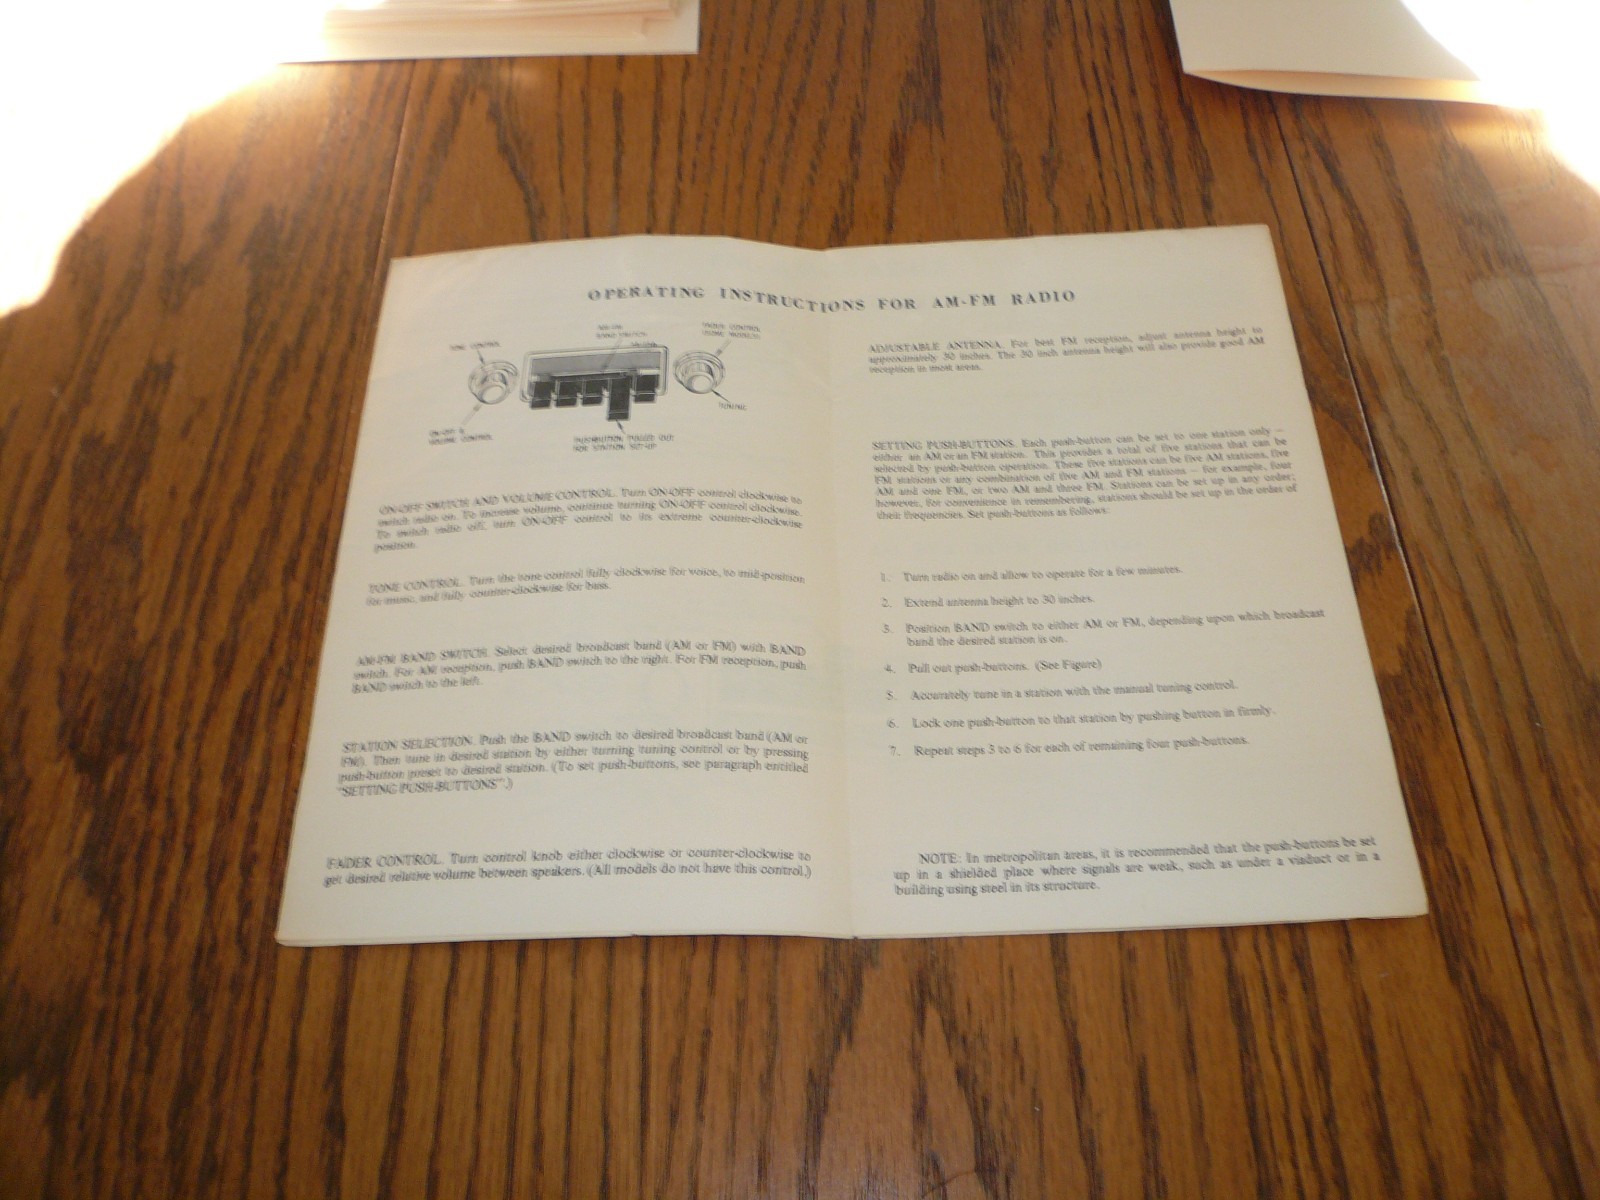 OPERATING INSTRUCTIONS FOR AM-FM RADIO
AM-FM
BAND SWITCH
FADER CONTROL
(SOME MODELS)
TONE CONTROL
ON-OFF &
VOLUME CONTROL
TUNING
PUSHBUTTON PULLED OUT
FOR STATION SET-UP
ON-OFF SWITCH AND VOLUME CONTROL. Turn ON-OFF control clockwise to
switch radio on. To increase volume, continue turning ON-OFF control clockwise.
To switch radio off, turn ON-OFF control to its extreme counter-clockwise
position.
TONE CONTROL. Turn the tone control fully clockwise for voice, to mid-position
for music, and fully counter-clockwise for bass.
AM-FM BAND SWITCH. Select desired broadcast band (AM or FM) with BAND
switch. For AM reception, push BAND switch to the right. For FM reception, push
BAND switch to the left.
STATION SELECTION. Push the BAND switch to desired broadcast band (AM or
FM). Then tune in desired station by either turning tuning control or by pressing
push-button preset to desired station. (To set push-buttons, see paragraph entitled
"SETTING PUSH-BUTTONS".)
FADER CONTROL. Turn control knob either clockwise or counter-clockwise to
get desired relative volume between speakers. (All models do not have this control.)
ADJUSTABLE ANTENNA. For best FM reception, adjust antenna height to
approximately 30 inches. The 30 inch antenna height will also provide good AM
reception in most areas.
SETTING PUSH-BUTTONS. Each push-button can be set to one station only —
either an AM or an FM station. This provides a total of five stations that can be
selected by push-button operation. These five stations can be five AM stations, five
FM stations or any combination of five AM and FM stations — for example, four
AM and one FM, or two AM and three FM. Stations can be set up in any order;
however, for convenience in remembering, stations should be set up in the order of
their frequencies. Set push-buttons as follows:
1. Turn radio on and allow to operate for a few minutes.
2. Extend antenna height to 30 inches.
3. Position BAND switch to either AM or FM, depending upon which broadcast
band the desired station is on.
4. Pull out push-buttons. (See Figure)
5. Accurately tune in a station with the manual tuning control.
6. Lock one push-button to that station by pushing button in firmly.
7. Repeat steps 3 to 6 for each of remaining four push-buttons.
NOTE: In metropolitan areas, it is recommended that the push-buttons be set
up in a shielded place where signals are weak, such as under a viaduct or in a
building using steel in its structure.